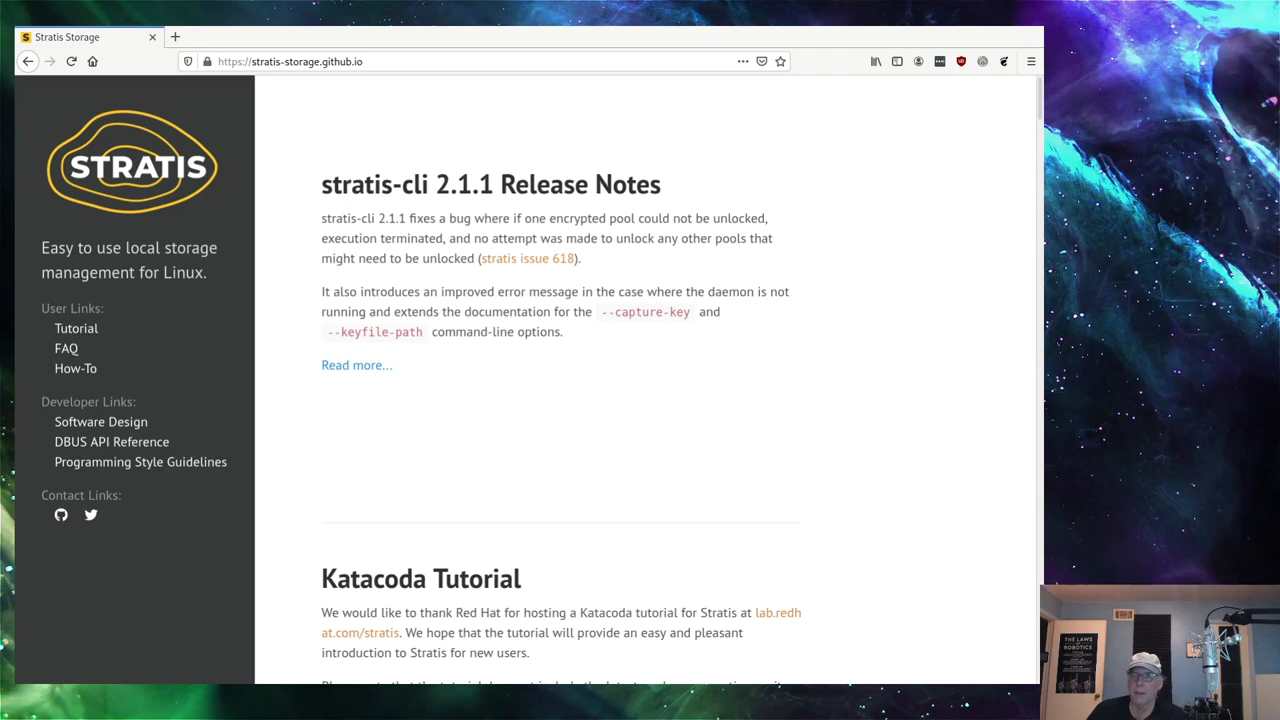 Stratis Storage
https://stratis-storage.github.io
STRATIS
Easy to use local storage
management for Linux.
User Links:
Tutorial
FAQ
How-To
Developer Links:
Software Design
DBUS API Reference
Programming Style Guidelines
Contact Links:
stratis-cli 2.1.1 Release Notes
stratis-cli 2.1.1 fixes a bug where if one encrypted pool could not be unlocked,
execution terminated, and no attempt was made to unlock any other pools that
might need to be unlocked (stratis issue 618).
It also introduces an improved error message in the case where the daemon is not
running and extends the documentation for the --capture-key and
--keyfile-path command-line options.
Read more...
Katacoda Tutorial
We would like to thank Red Hat for hosting a Katacoda tutorial for Stratis at lab.redh
at.com/stratis. We hope that the tutorial will provide an easy and pleasant
introduction to Stratis for new users.
THE LAWS
ROBOTICS